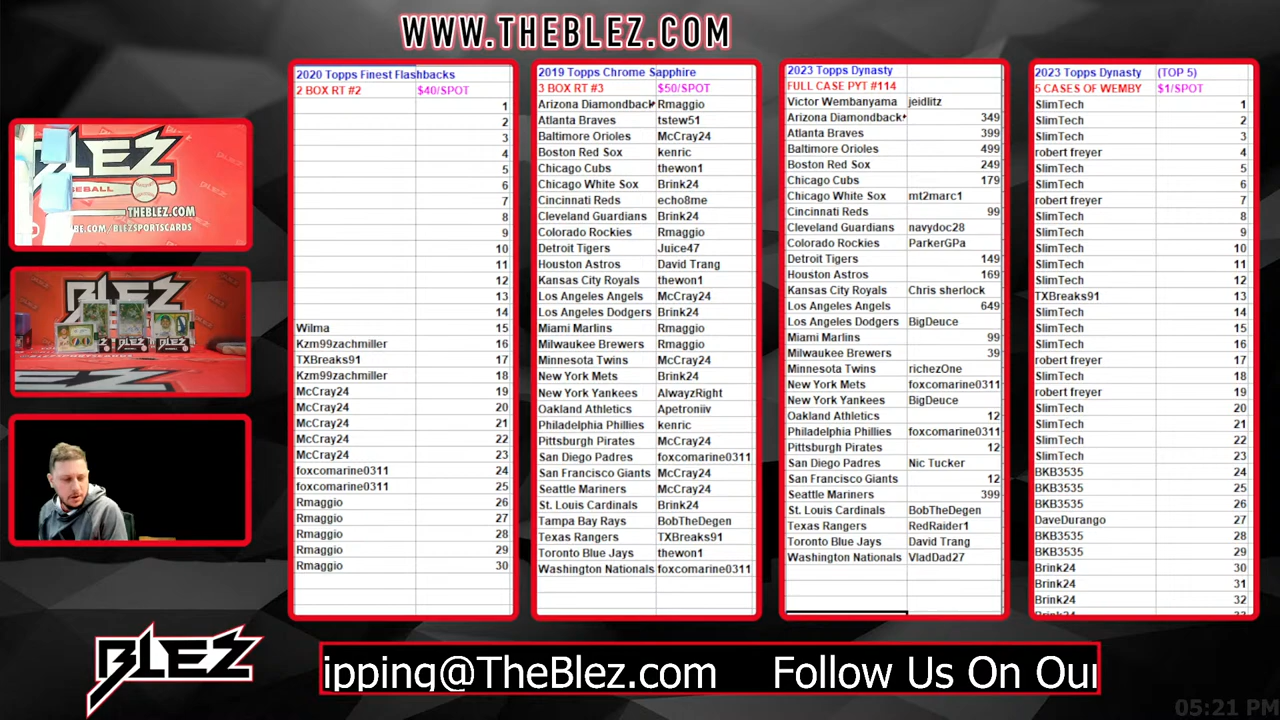 WWW.THEBLEZ.COM
BLEZ
BASEBALL
THEBLEZ.COM
BE.COM/BLEZSPORTSCARDS
2020 Topps Finest Flashbacks
2 BOX RT #2 $40/SPOT
1
2
3
4
5
6
7
8
9
10
11
12
13
14
Wilma 15
Kzm99zachmiller 16
TXBreaks91 17
Kzm99zachmiller 18
McCray24 19
McCray24 20
McCray24 21
McCray24 22
McCray24 23
foxcomarine0311 24
foxcomarine0311 25
Rmaggio 26
Rmaggio 27
Rmaggio 28
Rmaggio 29
Rmaggio 30
2019 Topps Chrome Sapphire
3 BOX RT #3 $50/SPOT
Arizona Diamondback Rmaggio
Atlanta Braves tstew51
Baltimore Orioles McCray24
Boston Red Sox kenric
Chicago Cubs thewon1
Chicago White Sox Brink24
Cincinnati Reds echo8me
Cleveland Guardians Brink24
Colorado Rockies Rmaggio
Detroit Tigers Juice47
Houston Astros David Trang
Kansas City Royals thewon1
Los Angeles Angels McCray24
Los Angeles Dodgers Brink24
Miami Marlins Rmaggio
Milwaukee Brewers Rmaggio
Minnesota Twins McCray24
New York Mets Brink24
New York Yankees AlwayzRight
Oakland Athletics Apetroniiv
Philadelphia Phillies kenric
Pittsburgh Pirates McCray24
San Diego Padres foxcomarine0311
San Francisco Giants McCray24
Seattle Mariners McCray24
St. Louis Cardinals Brink24
Tampa Bay Rays BobTheDegen
Texas Rangers TXBreaks91
Toronto Blue Jays thewon1
Washington Nationals foxcomarine0311
2023 Topps Dynasty
FULL CASE PYT #114
Victor Wembanyama jeidlitz
Arizona Diamondback 349
Atlanta Braves 399
Baltimore Orioles 499
Boston Red Sox 249
Chicago Cubs 179
Chicago White Sox mt2marc1
Cincinnati Reds 99
Cleveland Guardians navydoc28
Colorado Rockies ParkerGPa
Detroit Tigers 149
Houston Astros 169
Kansas City Royals Chris sherlock
Los Angeles Angels 649
Los Angeles Dodgers BigDeuce
Miami Marlins 99
Milwaukee Brewers 39
Minnesota Twins richezOne
New York Mets foxcomarine0311
New York Yankees BigDeuce
Oakland Athletics 12
Philadelphia Phillies foxcomarine0311
Pittsburgh Pirates 12
San Diego Padres Nic Tucker
San Francisco Giants 12
Seattle Mariners 399
St. Louis Cardinals BobTheDegen
Texas Rangers RedRaider1
Toronto Blue Jays David Trang
Washington Nationals VladDad27
2023 Topps Dynasty (TOP 5)
5 CASES OF WEMBY $1/SPOT
SlimTech 1
SlimTech 2
SlimTech 3
robert freyer 4
SlimTech 5
SlimTech 6
robert freyer 7
SlimTech 8
SlimTech 9
SlimTech 10
SlimTech 11
SlimTech 12
TXBreaks91 13
SlimTech 14
SlimTech 15
SlimTech 16
robert freyer 17
SlimTech 18
robert freyer 19
SlimTech 20
SlimTech 21
SlimTech 22
SlimTech 23
BKB3535 24
BKB3535 25
BKB3535 26
DaveDurango 27
BKB3535 28
BKB3535 29
Brink24 30
Brink24 31
Brink24 32
Brink24 33
BLEZ
ipping@TheBlez.com Follow Us On Our
05:21 PM